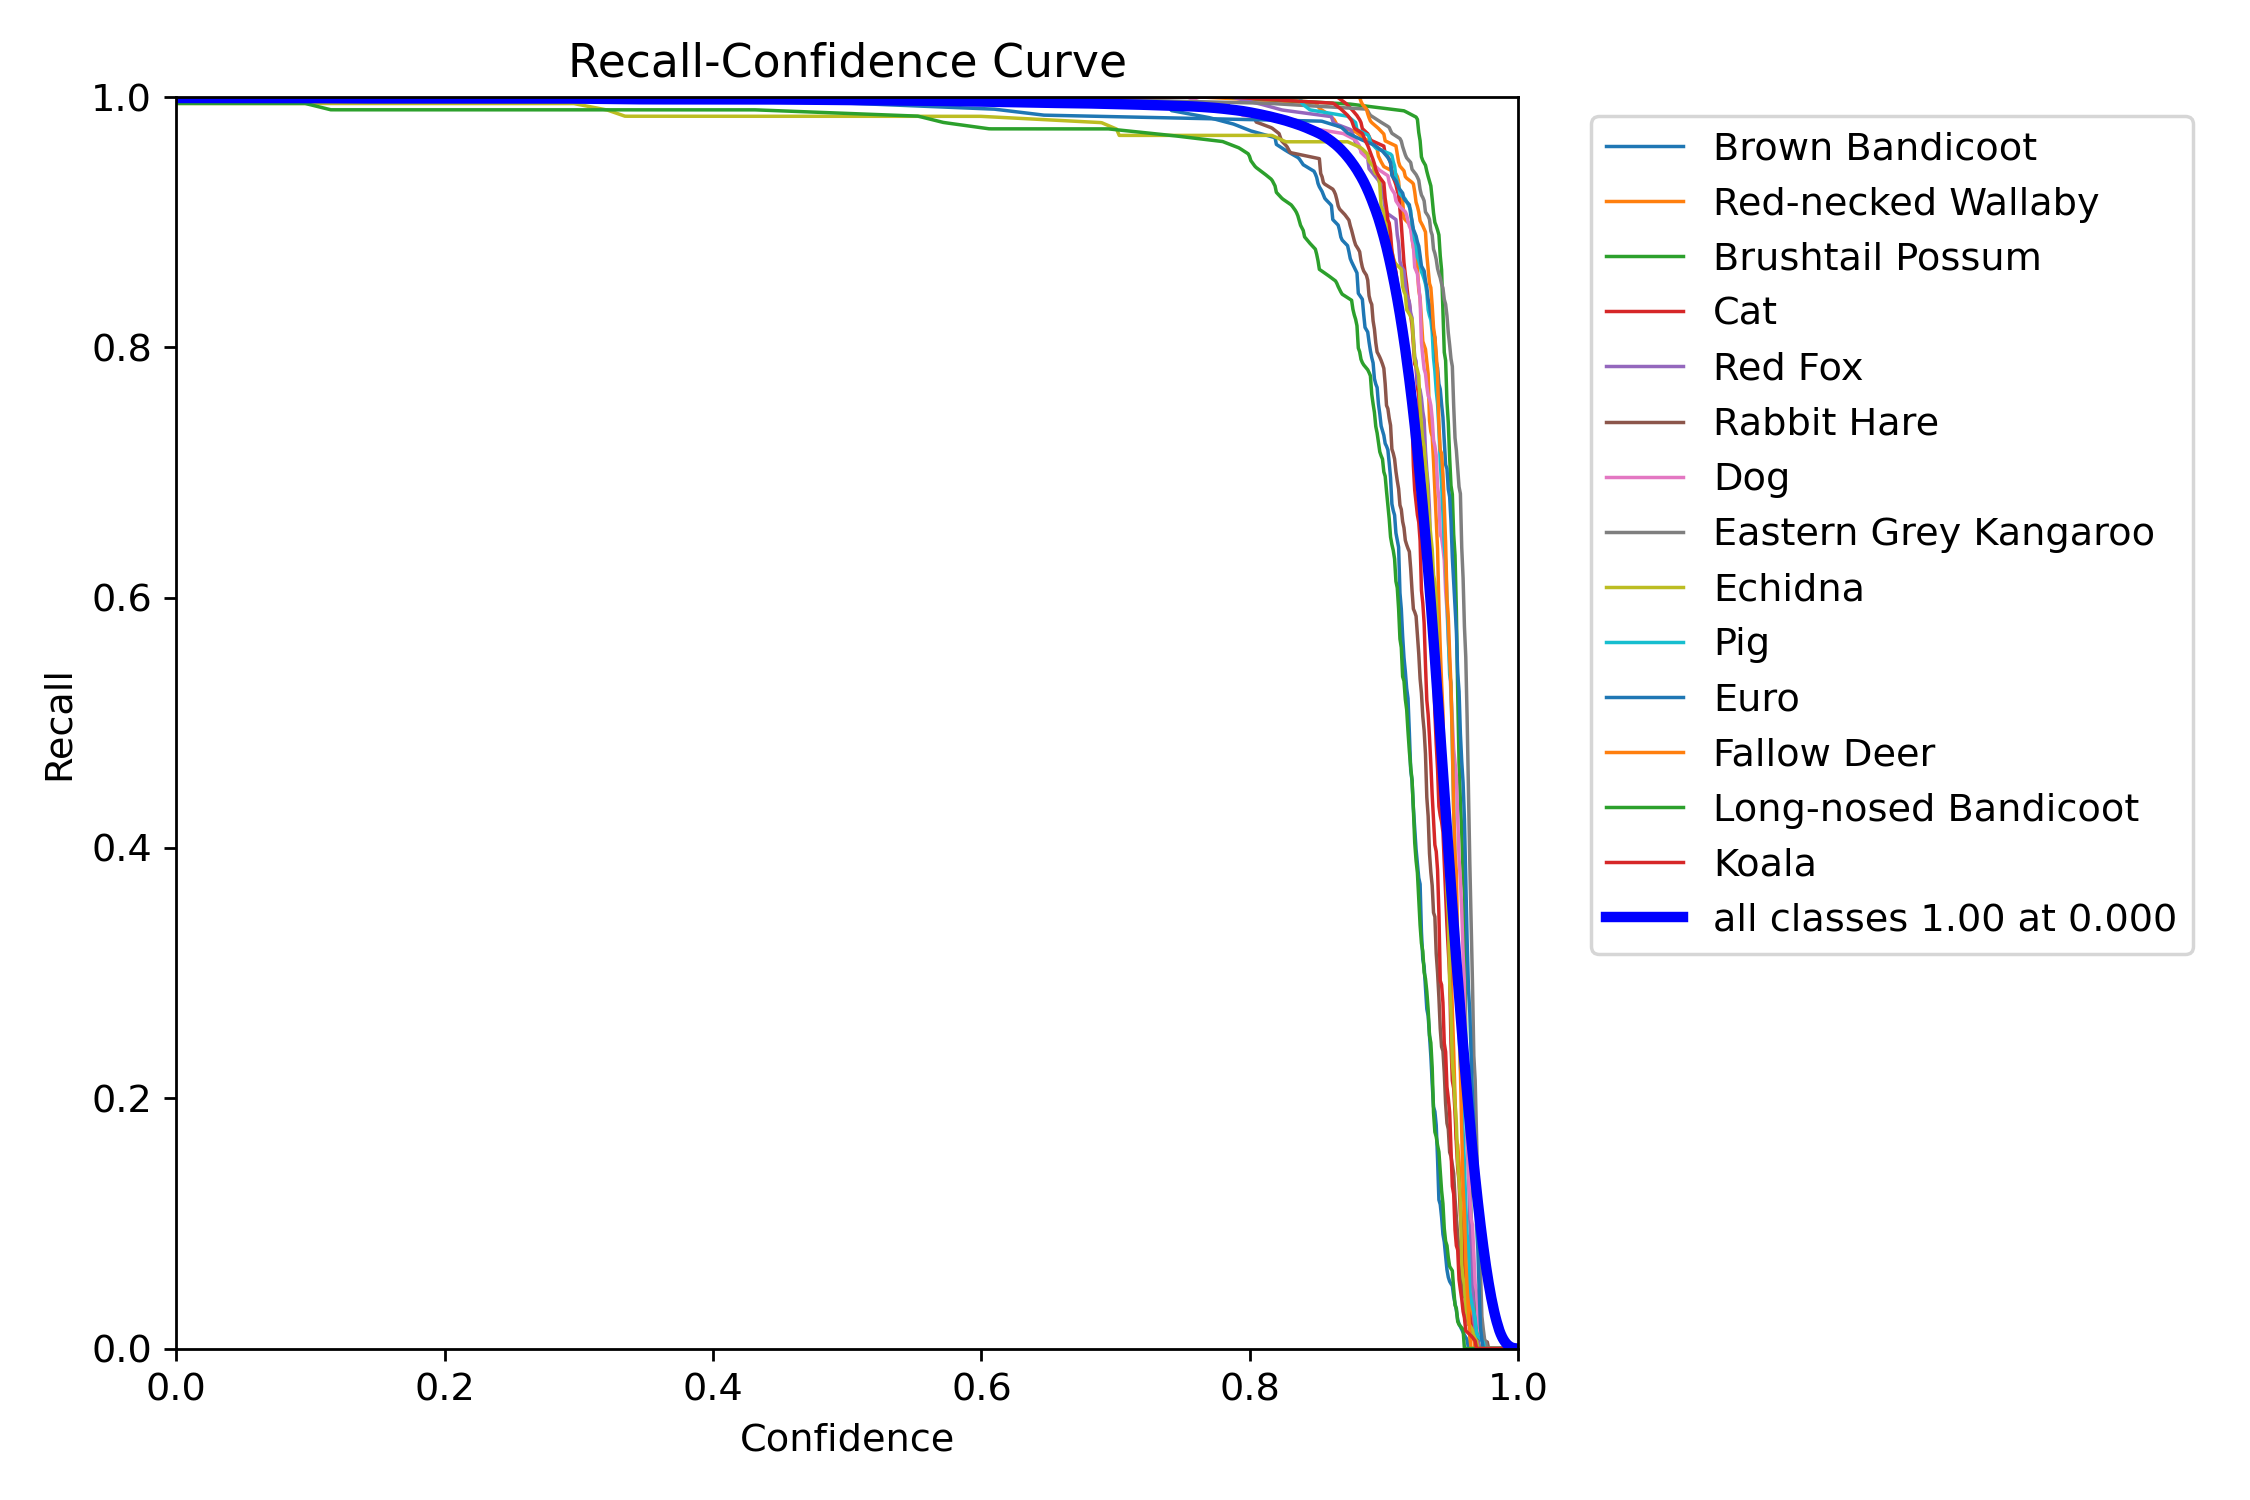 Recall-Confidence Curve
1.0
0.8
0.6
0.4
0.2
0.0
Recall
0.0 0.2 0.4 0.6 0.8 1.0
Confidence
Brown Bandicoot
Red-necked Wallaby
Brushtail Possum
Cat
Red Fox
Rabbit Hare
Dog
Eastern Grey Kangaroo
Echidna
Pig
Euro
Fallow Deer
Long-nosed Bandicoot
Koala
all classes 1.00 at 0.000